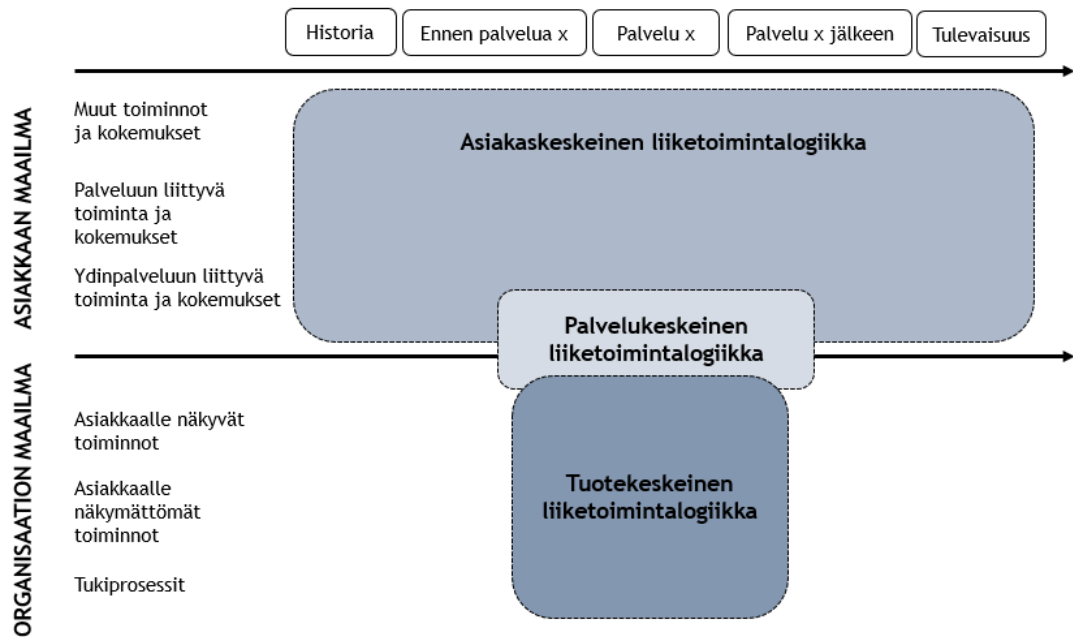 Historia
Ennen palvelua x
Palvelu x
Palvelu x jälkeen
Tulevaisuus
ASIAKKAAN MAAILMA
Muut toiminnot
ja kokemukset
Palveluun liittyvä
toiminta ja
kokemukset
Ydinpalveluun liittyvä
toiminta ja kokemukset
Asiakaskeskeinen liiketoimintalogiikka
Palvelukeskeinen
liiketoimintalogiikka
ORGANISAATION MAAILMA
Asiakkaalle näkyvät
toiminnot
Asiakkaalle
näkymättömät
toiminnot
Tukiprosessit
Tuotekeskeinen
liiketoimintalogiikka